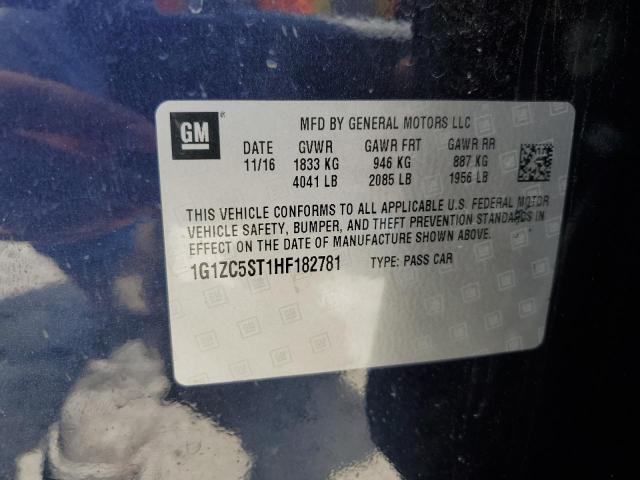 GM
MFD BY GENERAL MOTORS LLC
DATE GVWR GAWR FRT GAWR RR
11/16 1833 KG 946 KG 887 KG
4041 LB 2085 LB 1956 LB
THIS VEHICLE CONFORMS TO ALL APPLICABLE U.S. FEDERAL MOTOR
VEHICLE SAFETY, BUMPER, AND THEFT PREVENTION STANDARDS IN
EFFECT ON THE DATE OF MANUFACTURE SHOWN ABOVE.
1G1ZC5ST1HF182781 TYPE: PASS CAR